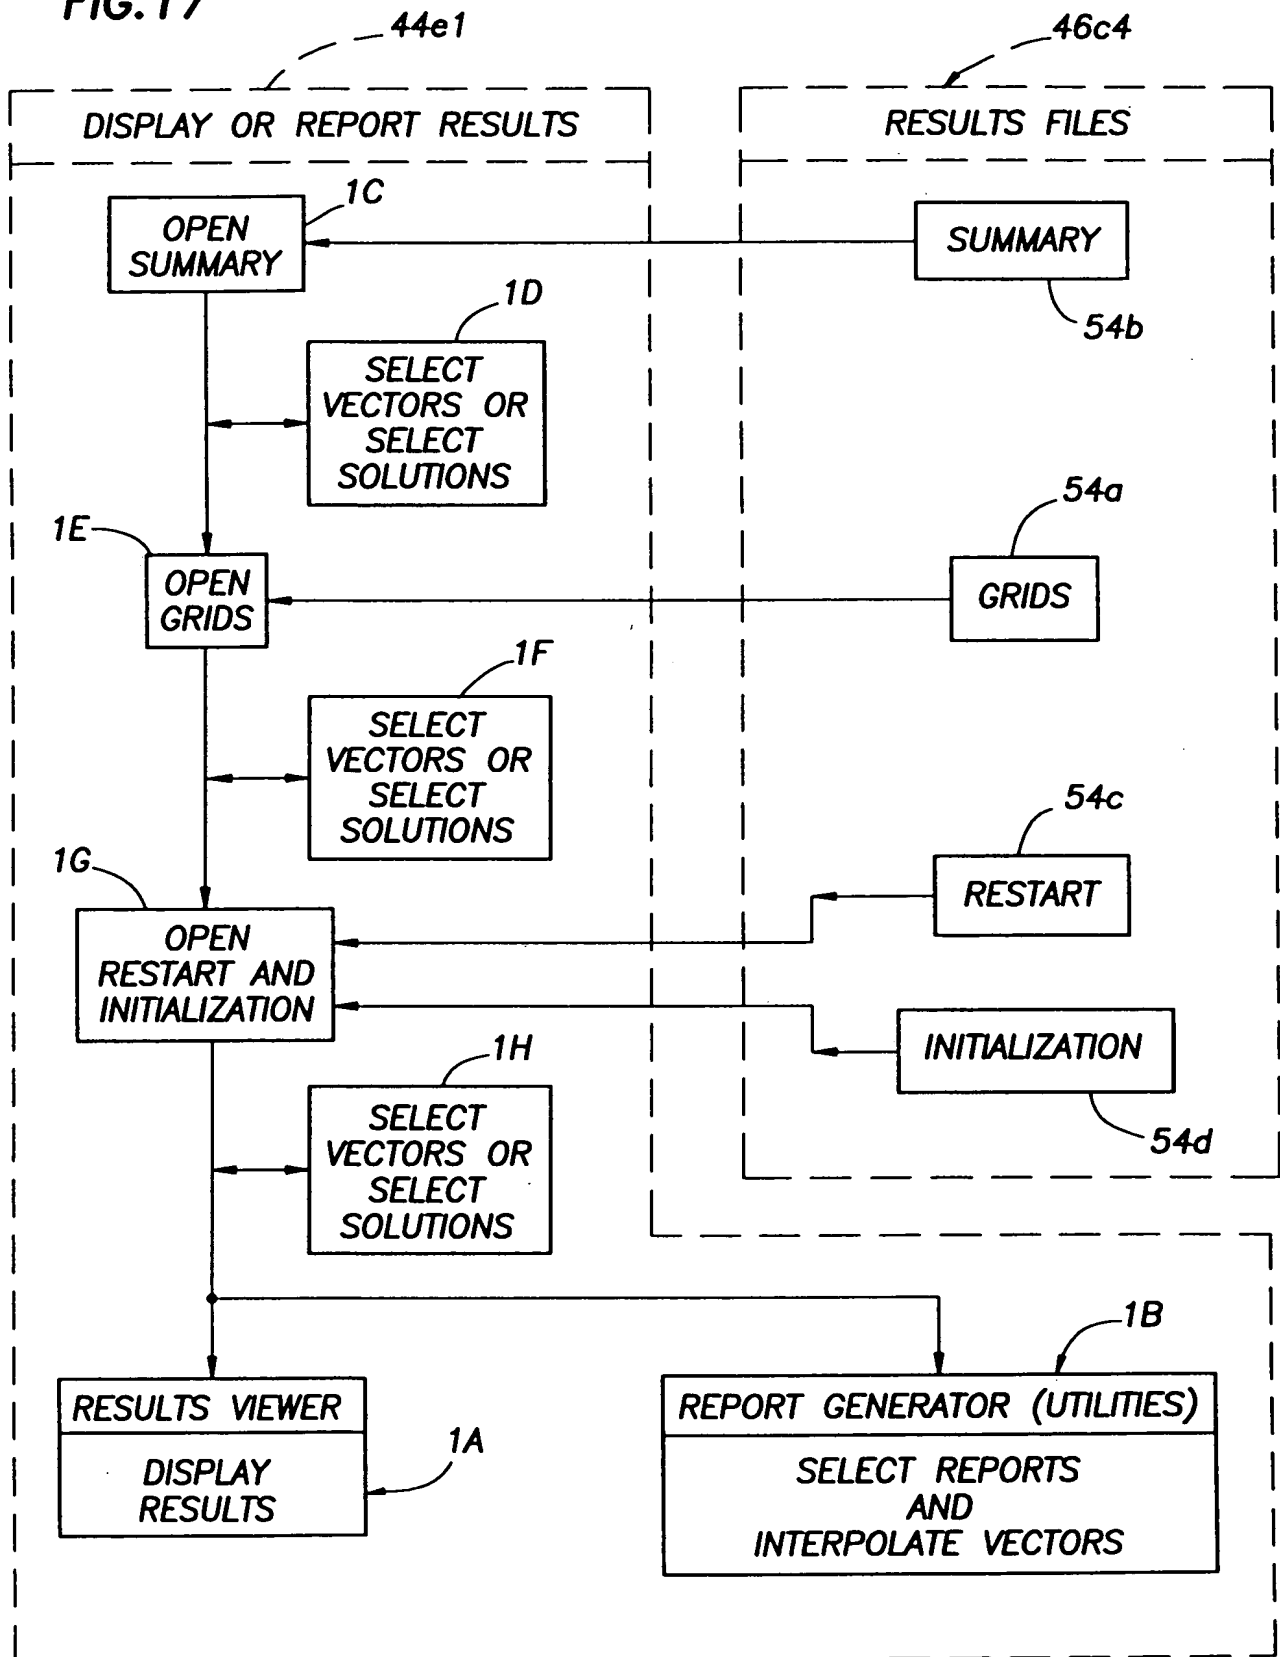 FIG.17
44e1
46c4
DISPLAY OR REPORT RESULTS
RESULTS FILES
1C
OPEN
SUMMARY
SUMMARY
54b
1D
SELECT
VECTORS OR
SELECT
SOLUTIONS
1E
OPEN
GRIDS
54a
GRIDS
1F
SELECT
VECTORS OR
SELECT
SOLUTIONS
1G
OPEN
RESTART AND
INITIALIZATION
54c
RESTART
INITIALIZATION
54d
1H
SELECT
VECTORS OR
SELECT
SOLUTIONS
RESULTS VIEWER
DISPLAY
RESULTS
1A
1B
REPORT GENERATOR (UTILITIES)
SELECT REPORTS
AND
INTERPOLATE VECTORS